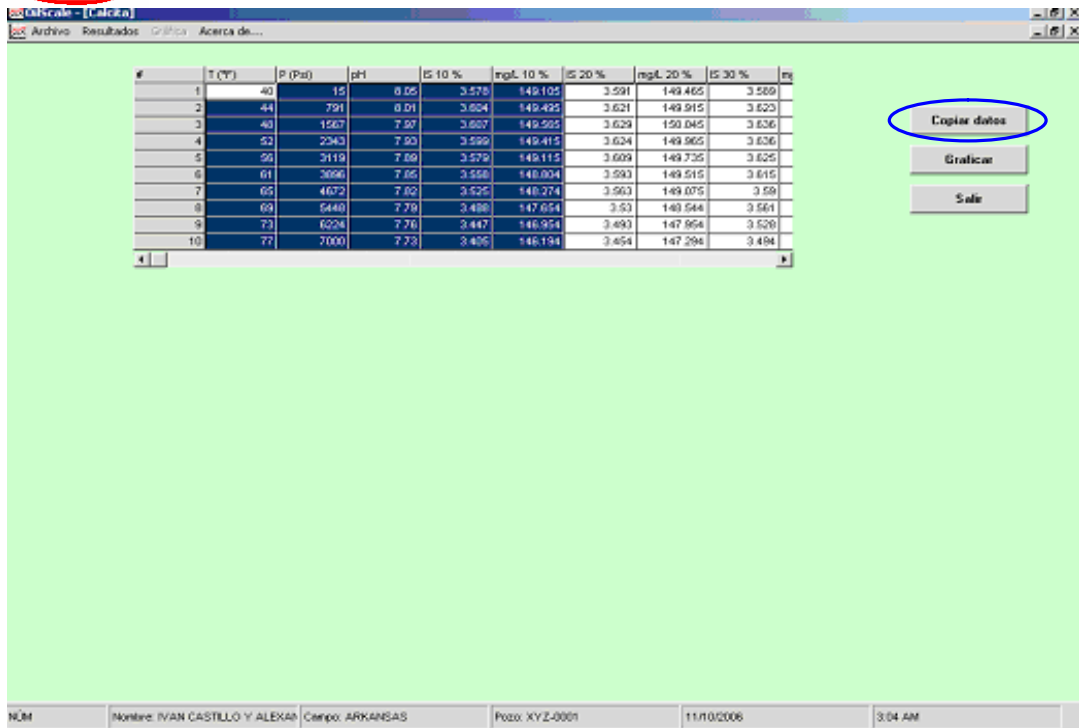 OilScale - [Calcita]
Archivo Resultados Gráfica Acerca de....
# T (ºF) P (Psi) pH IS 10 % mg/L 10 % IS 20 % mg/L 20 % IS 30 %
1 40 15 8.05 3.578 149.105 3.591 149.465 3.589
2 44 791 8.01 3.604 149.495 3.621 149.915 3.623
3 48 1567 7.97 3.607 149.565 3.629 150.045 3.636
4 52 2343 7.93 3.599 149.415 3.624 149.965 3.636
5 56 3119 7.89 3.579 149.115 3.609 149.735 3.625
6 61 3896 7.85 3.558 148.804 3.593 149.515 3.615
7 65 4672 7.82 3.525 148.274 3.563 149.075 3.59
8 69 5448 7.79 3.488 147.654 3.53 148.544 3.561
9 73 6224 7.76 3.447 146.954 3.493 147.954 3.528
10 77 7000 7.73 3.405 146.194 3.454 147.294 3.494
Copiar datos
Graficar
Salir
NÚM Nombre: IVAN CASTILLO Y ALEXAN Campo: ARKANSAS Pozo: XYZ-0001 11/10/2006 3:04 AM